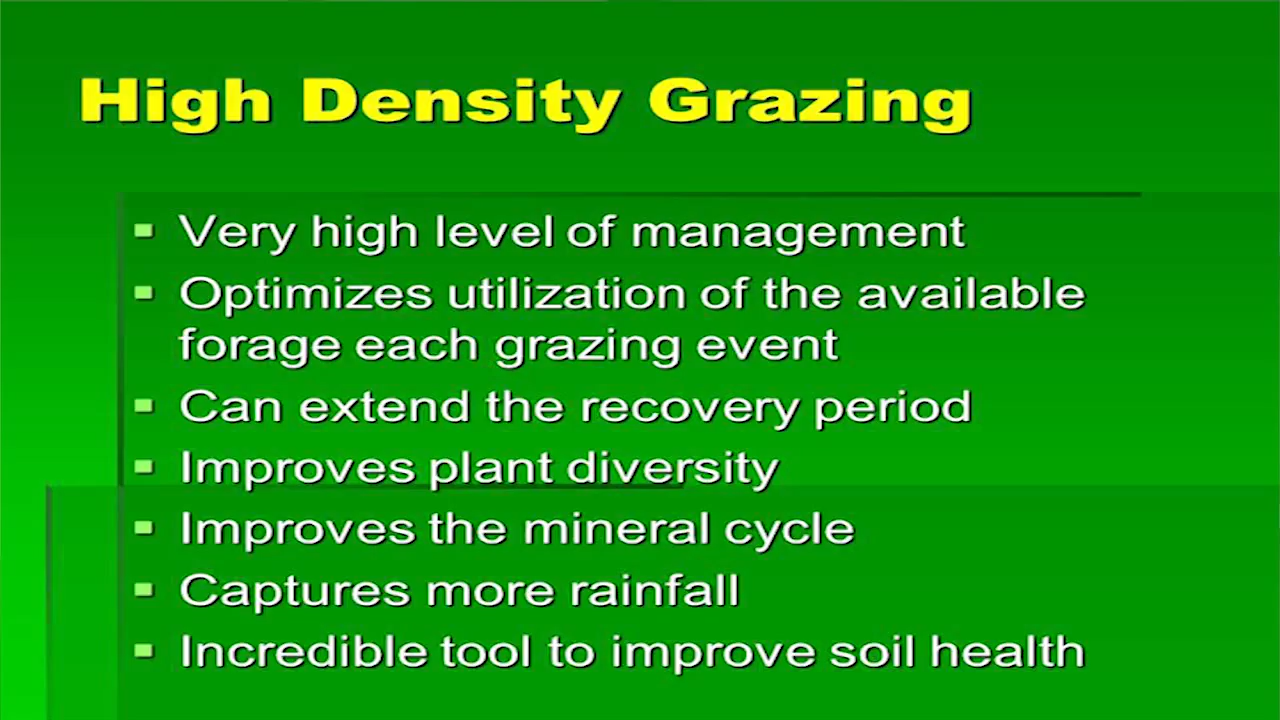 High Density Grazing
Very high level of management
Optimizes utilization of the available
forage each grazing event
Can extend the recovery period
Improves plant diversity
Improves the mineral cycle
Captures more rainfall
Incredible tool to improve soil health